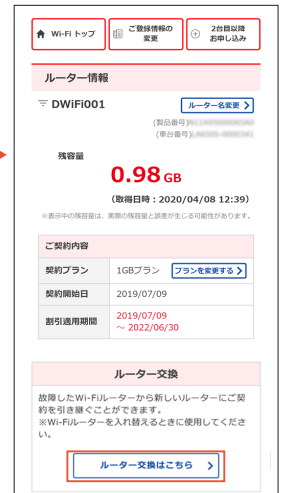 Wi-Fi トップ
ご登録情報の
変更
2台目以降
お申し込み
ルーター情報
DWiFi001
ルーター名変更
(製品番号)
(単台番号)
残容量
0.98 GB
(取得日時：2020/04/08 12:39)
※表示中の残容量は、実際の残容量と誤差が生じる可能性があります。
ご契約内容
契約プラン 1GBプラン プランを変更する
契約開始日 2019/07/09
割引適用期間 2019/07/09
～ 2022/06/30
ルーター交換
故障したWi-Fiルーターから新しいルーターにご契
約を引き継ぐことができます。
※Wi-Fiルーターを入れ替えるときに使用してくださ
い。
ルーター交換はこちら